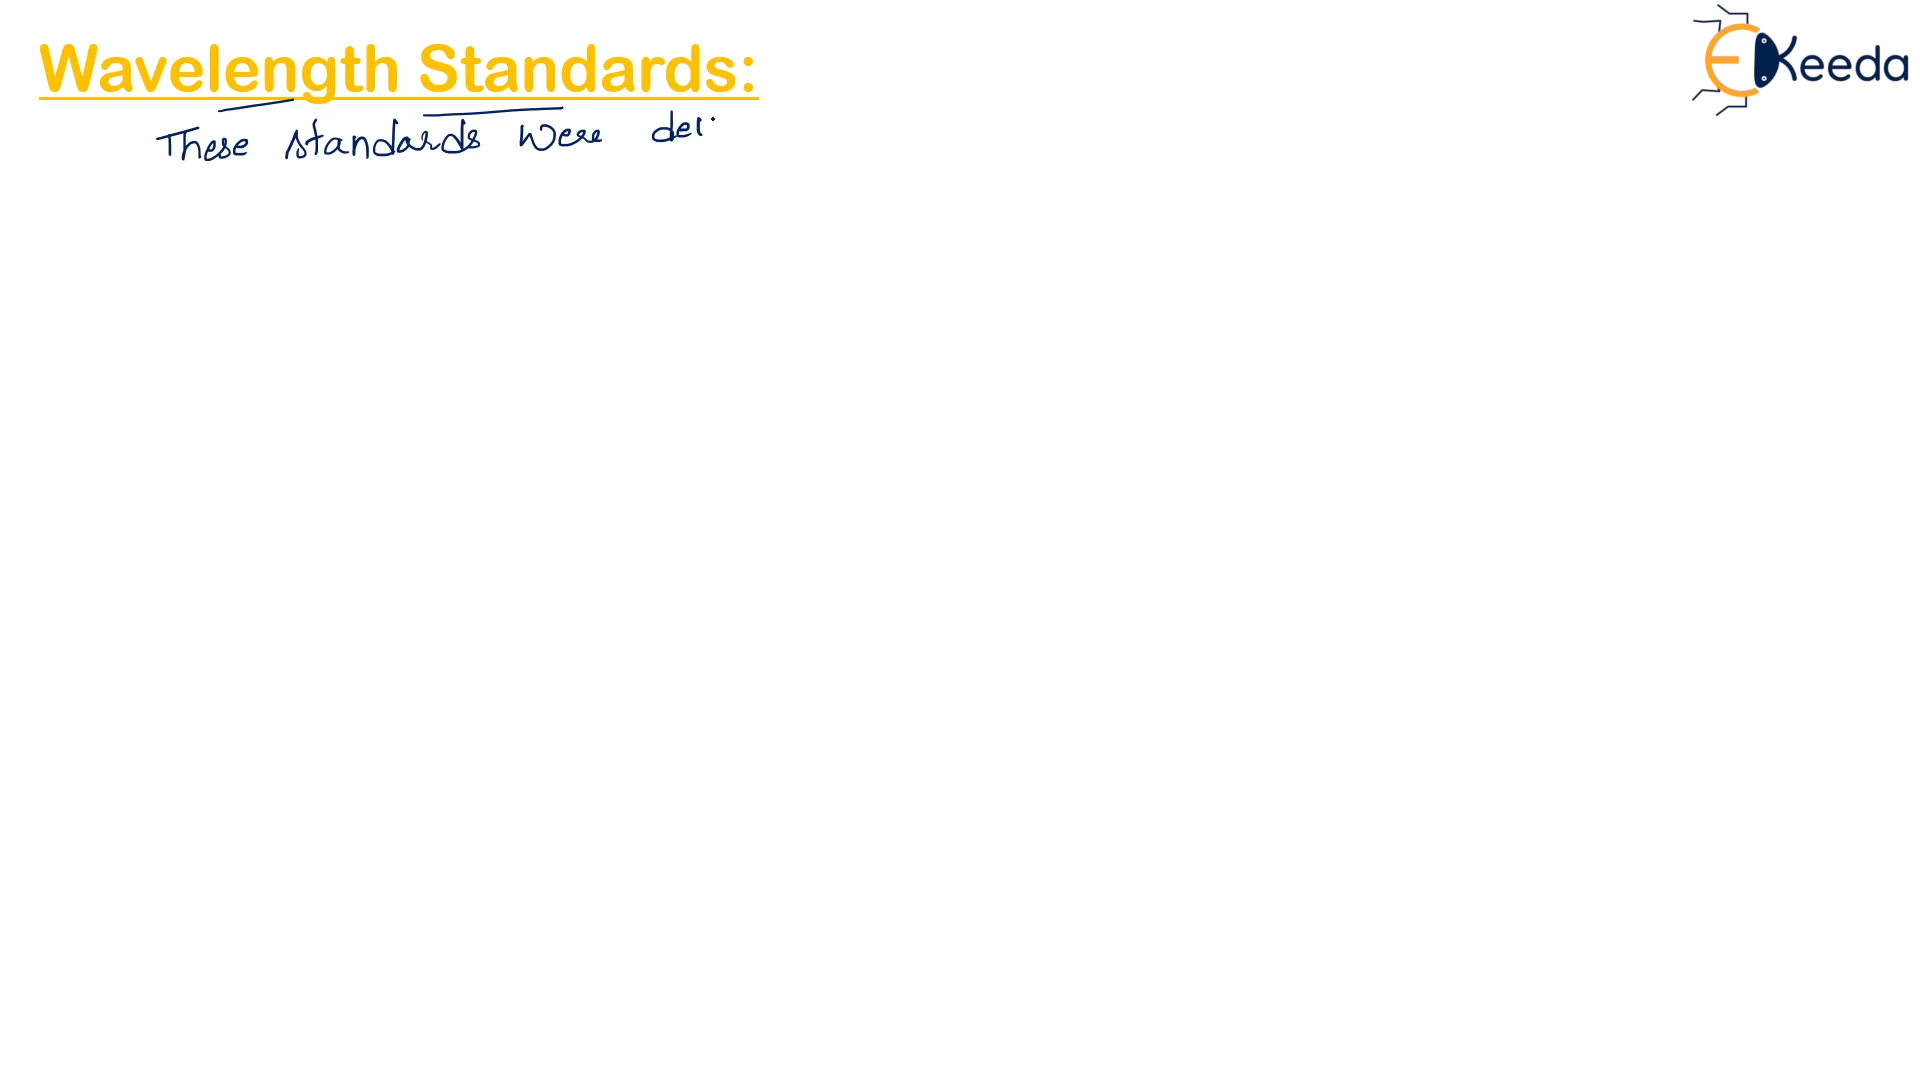 Wavelength Standards:
EKeeda
These standards were